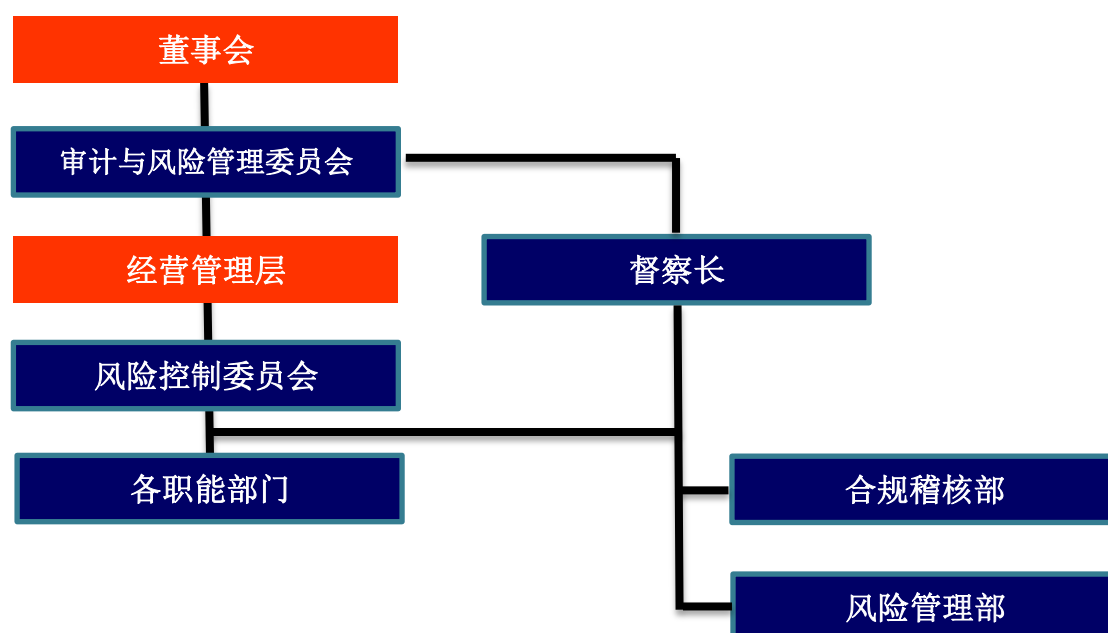 董事会
审计与风险管理委员会
经营管理层
督察长
风险控制委员会
各职能部门
合规稽核部
风险管理部